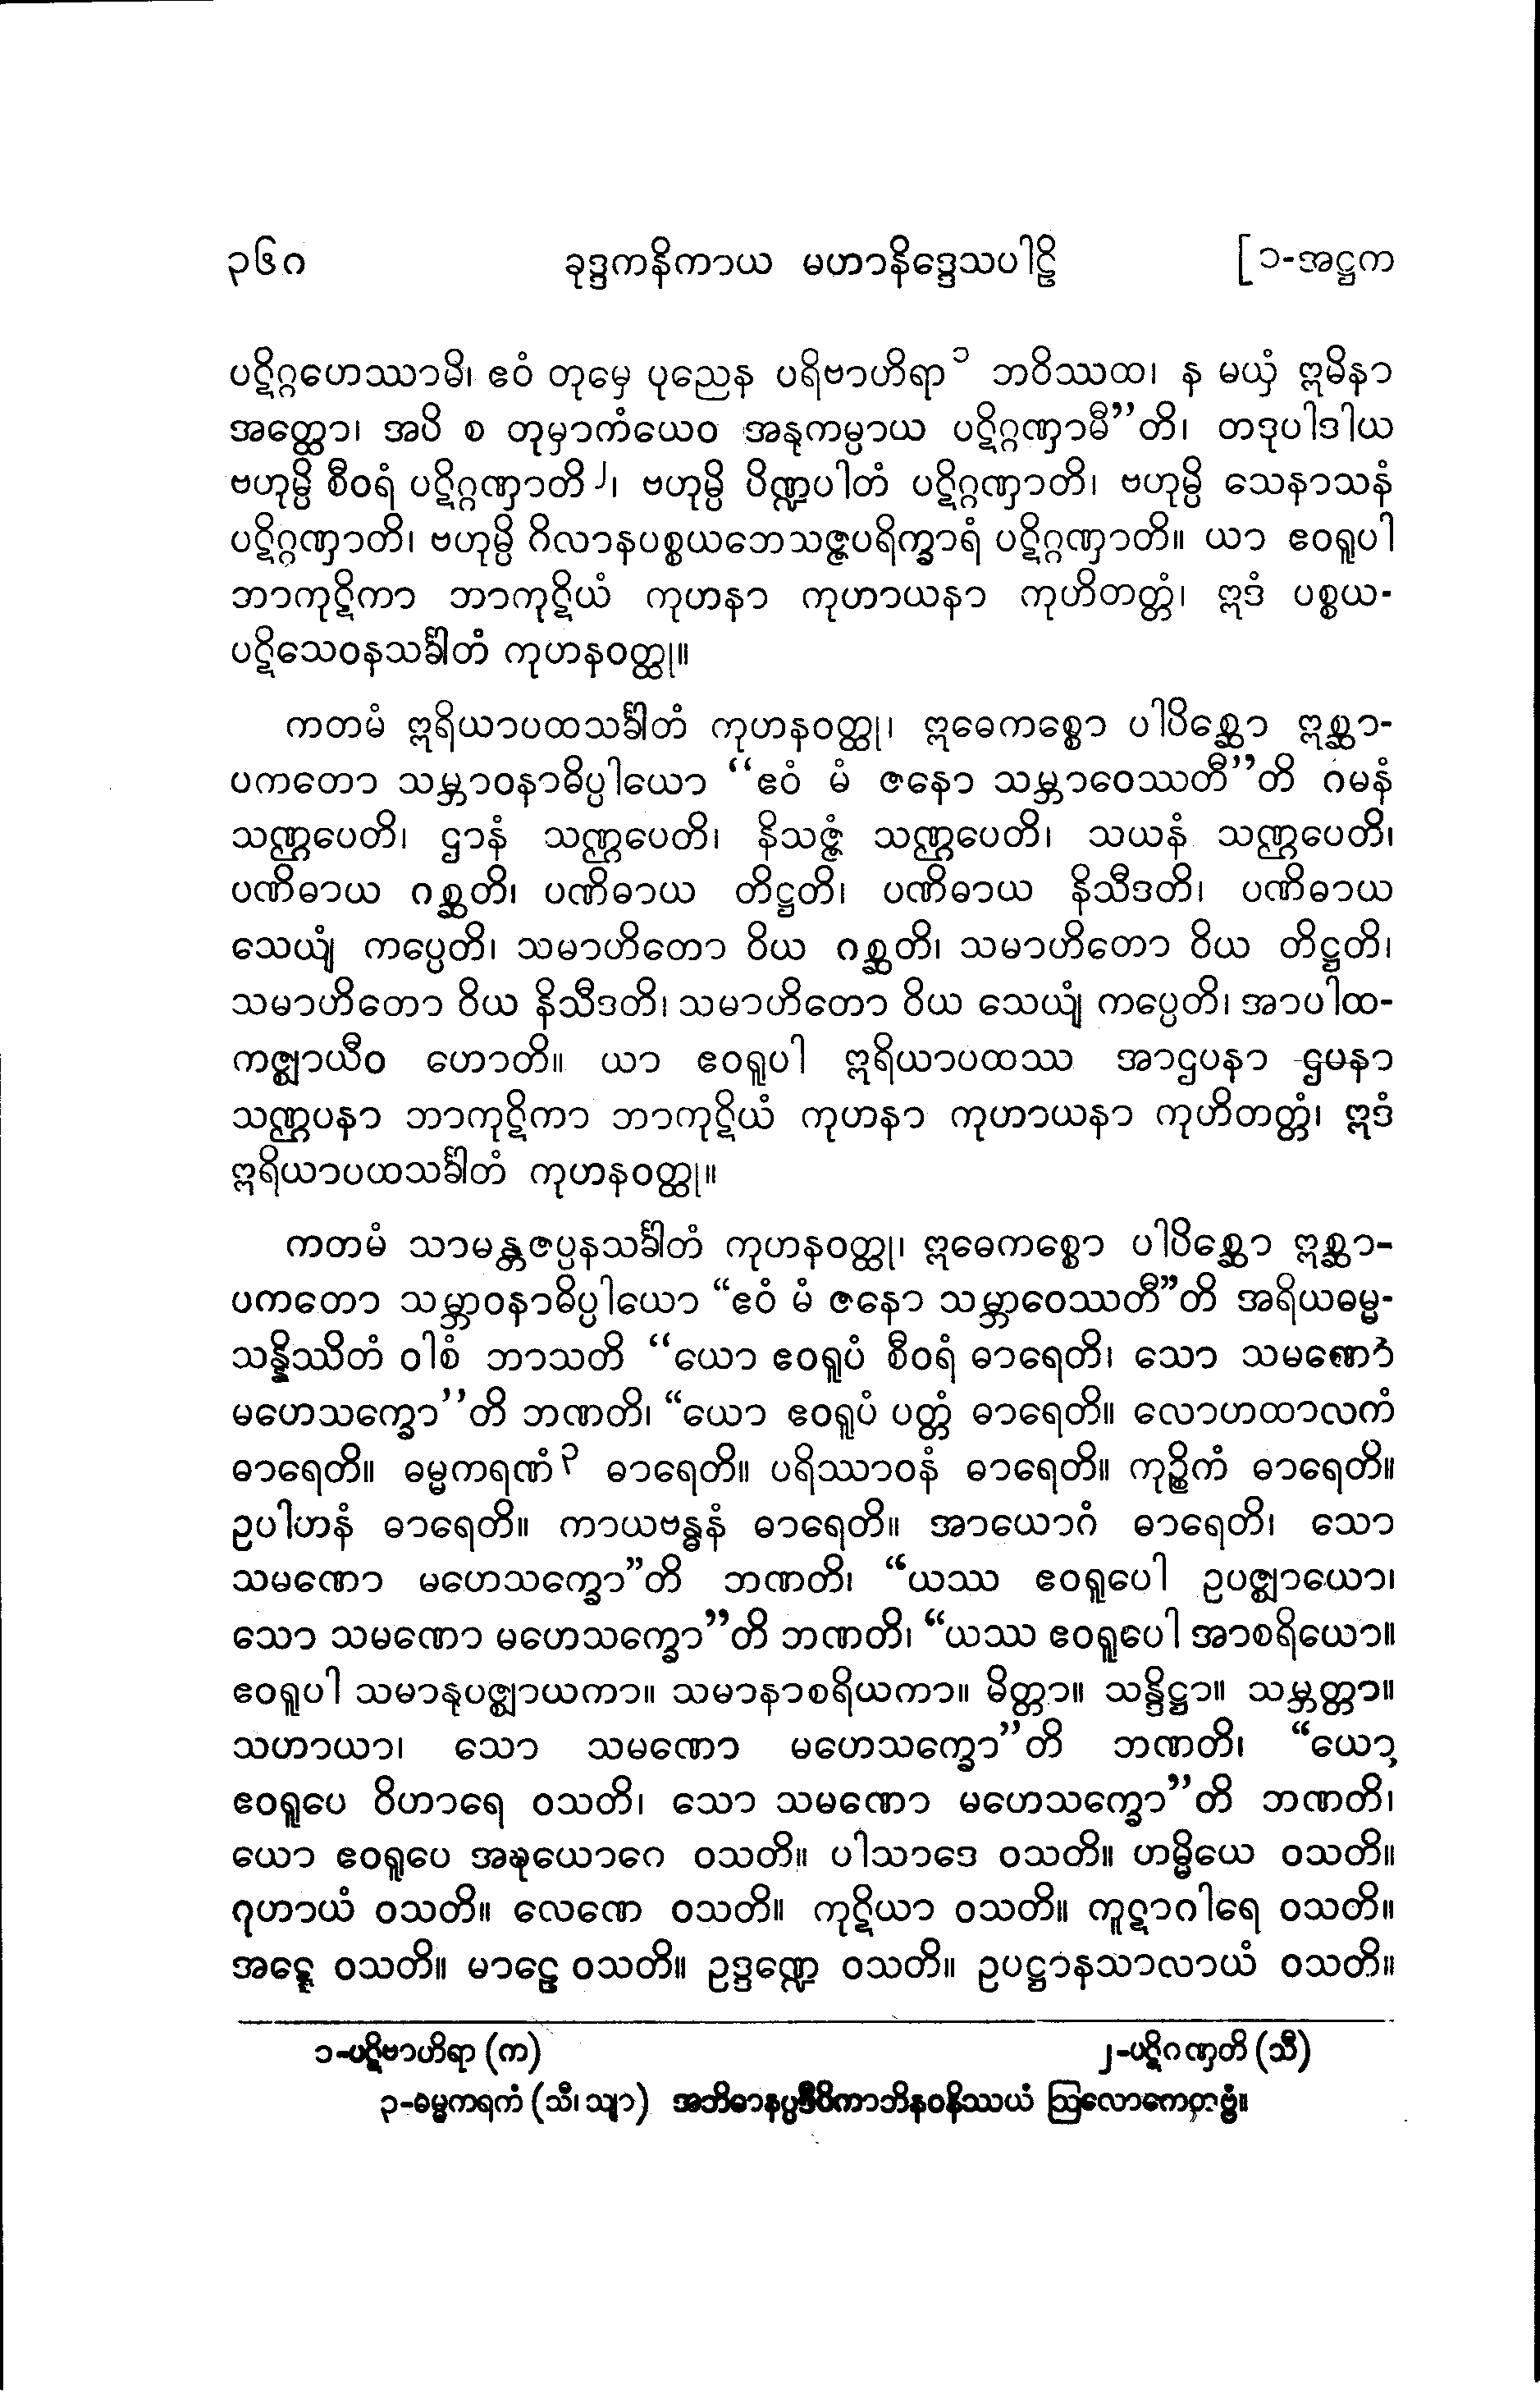 ၃၆ဂ ခုဒ္ဒကနိကာယ မဟာနိဒ္ဒေသပါဠိ [၁-အဋ္ဌက
ပဋိဂ္ဂဟေဿာမိ၊ ဧဝံ တုမှေ ပုညေန ပရိဗာဟိရာ၁ ဘဝိဿထ၊ န မယှံ ဣမိနာ
အတ္ထော၊ အပိ စ တုမှာကံယေဝ အနုကမ္ပာယ ပဋိဂ္ဂဏှာမီ”တိ၊ တဒုပါဒါယ
ဗဟုမ္ပိ စီဝရံ ပဋိဂ္ဂဏှာတိ၂၊ ဗဟုမ္ပိ ပိဏ္ဍပါတံ ပဋိဂ္ဂဏှာတိ၊ ဗဟုမ္ပိ သေနာသနံ
ပဋိဂ္ဂဏှာတိ၊ ဗဟုမ္ပိ ဂိလာနပစ္စယဘေသဇ္ဇပရိက္ခာရံ ပဋိဂ္ဂဏှာတိ။ ယာ ဧဝရူပါ
ဘာကုဋိကာ ဘာကုဋိယံ ကုဟနာ ကုဟာယနာ ကုဟိတတ္တံ၊ ဣဒံ ပစ္စယ-
ပဋိသေဝနသင်္ခါတံ ကုဟနဝတ္ထု။
ကတမံ ဣရိယာပထသင်္ခါတံ ကုဟနဝတ္ထု၊ ဣဓေကစ္စော ပါပိစ္ဆော ဣစ္ဆာ-
ပကတော သမ္ဘာဝနာဓိပ္ပါယော “ဧဝံ မံ ဇနော သမ္ဘာဝေဿတီ”တိ ဂမနံ
သဏ္ဌပေတိ၊ ဌာနံ သဏ္ဌပေတိ၊ နိသဇ္ဇံ သဏ္ဌပေတိ၊ သယနံ သဏ္ဌပေတိ၊
ပဏိဓာယ ဂစ္ဆတိ၊ ပဏိဓာယ တိဋ္ဌတိ၊ ပဏိဓာယ နိသီဒတိ၊ ပဏိဓာယ
သေယျံ ကပ္ပေတိ၊ သမာဟိတော ဝိယ ဂစ္ဆတိ၊ သမာဟိတော ဝိယ တိဋ္ဌတိ၊
သမာဟိတော ဝိယ နိသီဒတိ၊ သမာဟိတော ဝိယ သေယျံ ကပ္ပေတိ၊ အာပါထ-
ကဇ္ဈာယီဝ ဟောတိ။ ယာ ဧဝရူပါ ဣရိယာပထဿ အာဌပနာ ဌပနာ
သဏ္ဌပနာ ဘာကုဋိကာ ဘာကုဋိယံ ကုဟနာ ကုဟာယနာ ကုဟိတတ္တံ၊ ဣဒံ
ဣရိယာပထသင်္ခါတံ ကုဟနဝတ္ထု။
ကတမံ သာမန္တဇပ္ပနသင်္ခါတံ ကုဟနဝတ္ထု၊ ဣဓေကစ္စော ပါပိစ္ဆော ဣစ္ဆာ-
ပကတော သမ္ဘာဝနာဓိပ္ပါယော “ဧဝံ မံ ဇနော သမ္ဘာဝေဿတီ”တိ အရိယဓမ္မ-
သန္နိဿိတံ ဝါစံ ဘာသတိ “ယော ဧဝရူပံ စီဝရံ ဓာရေတိ၊ သော သမဏော
မဟေသက္ခော”တိ ဘဏတိ၊ “ယော ဧဝရူပံ ပတ္တံ ဓာရေတိ။ လောဟထာလကံ
ဓာရေတိ။ ဓမ္မကရဏံ၃ ဓာရေတိ။ ပရိဿာဝနံ ဓာရေတိ။ ကုဉ္စိကံ ဓာရေတိ။
ဥပါဟနံ ဓာရေတိ။ ကာယဗန္ဓနံ ဓာရေတိ။ အာယောဂံ ဓာရေတိ၊ သော
သမဏော မဟေသက္ခော”တိ ဘဏတိ၊ “ယဿ ဧဝရူပေါ ဥပဇ္ဈာယော၊
သော သမဏော မဟေသက္ခော”တိ ဘဏတိ၊ “ယဿ ဧဝရူပေါ အာစရိယော။
ဧဝရူပါ သမာနုပဇ္ဈာယကာ။ သမာနာစရိယကာ။ မိတ္တာ။ သန္ဒိဋ္ဌာ။ သမ္ဘတ္တာ။
သဟာယာ၊ သော သမဏော မဟေသက္ခော”တိ ဘဏတိ၊ “ယော
ဧဝရူပေ ဝိဟာရေ ဝသတိ၊ သော သမဏော မဟေသက္ခော”တိ ဘဏတိ၊
ယော ဧဝရူပေ အဍ္ဎယောဂေ ဝသတိ။ ပါသာဒေ ဝသတိ။ ဟမ္မိယေ ဝသတိ။
ဂုဟာယံ ဝသတိ။ လေဏေ ဝသတိ။ ကုဋိယာ ဝသတိ။ ကူဋာဂါရေ ဝသတိ။
အဋ္ဋေ ဝသတိ။ မာဠေ ဝသတိ။ ဥဒ္ဒဏ္ဍေ ဝသတိ။ ဥပဋ္ဌာနသာလာယံ ဝသတိ။
၁-ပဋိဗာဟိရာ (က) ၂-ပဋိဂဏှတိ (သီ)
၃-ဓမ္မကရကံ (သီ၊ သျာ) အဘိဓာနပ္ပဒီပိကာဘိနဝနိဿယံ ဩလောကေတဗ္ဗံ။